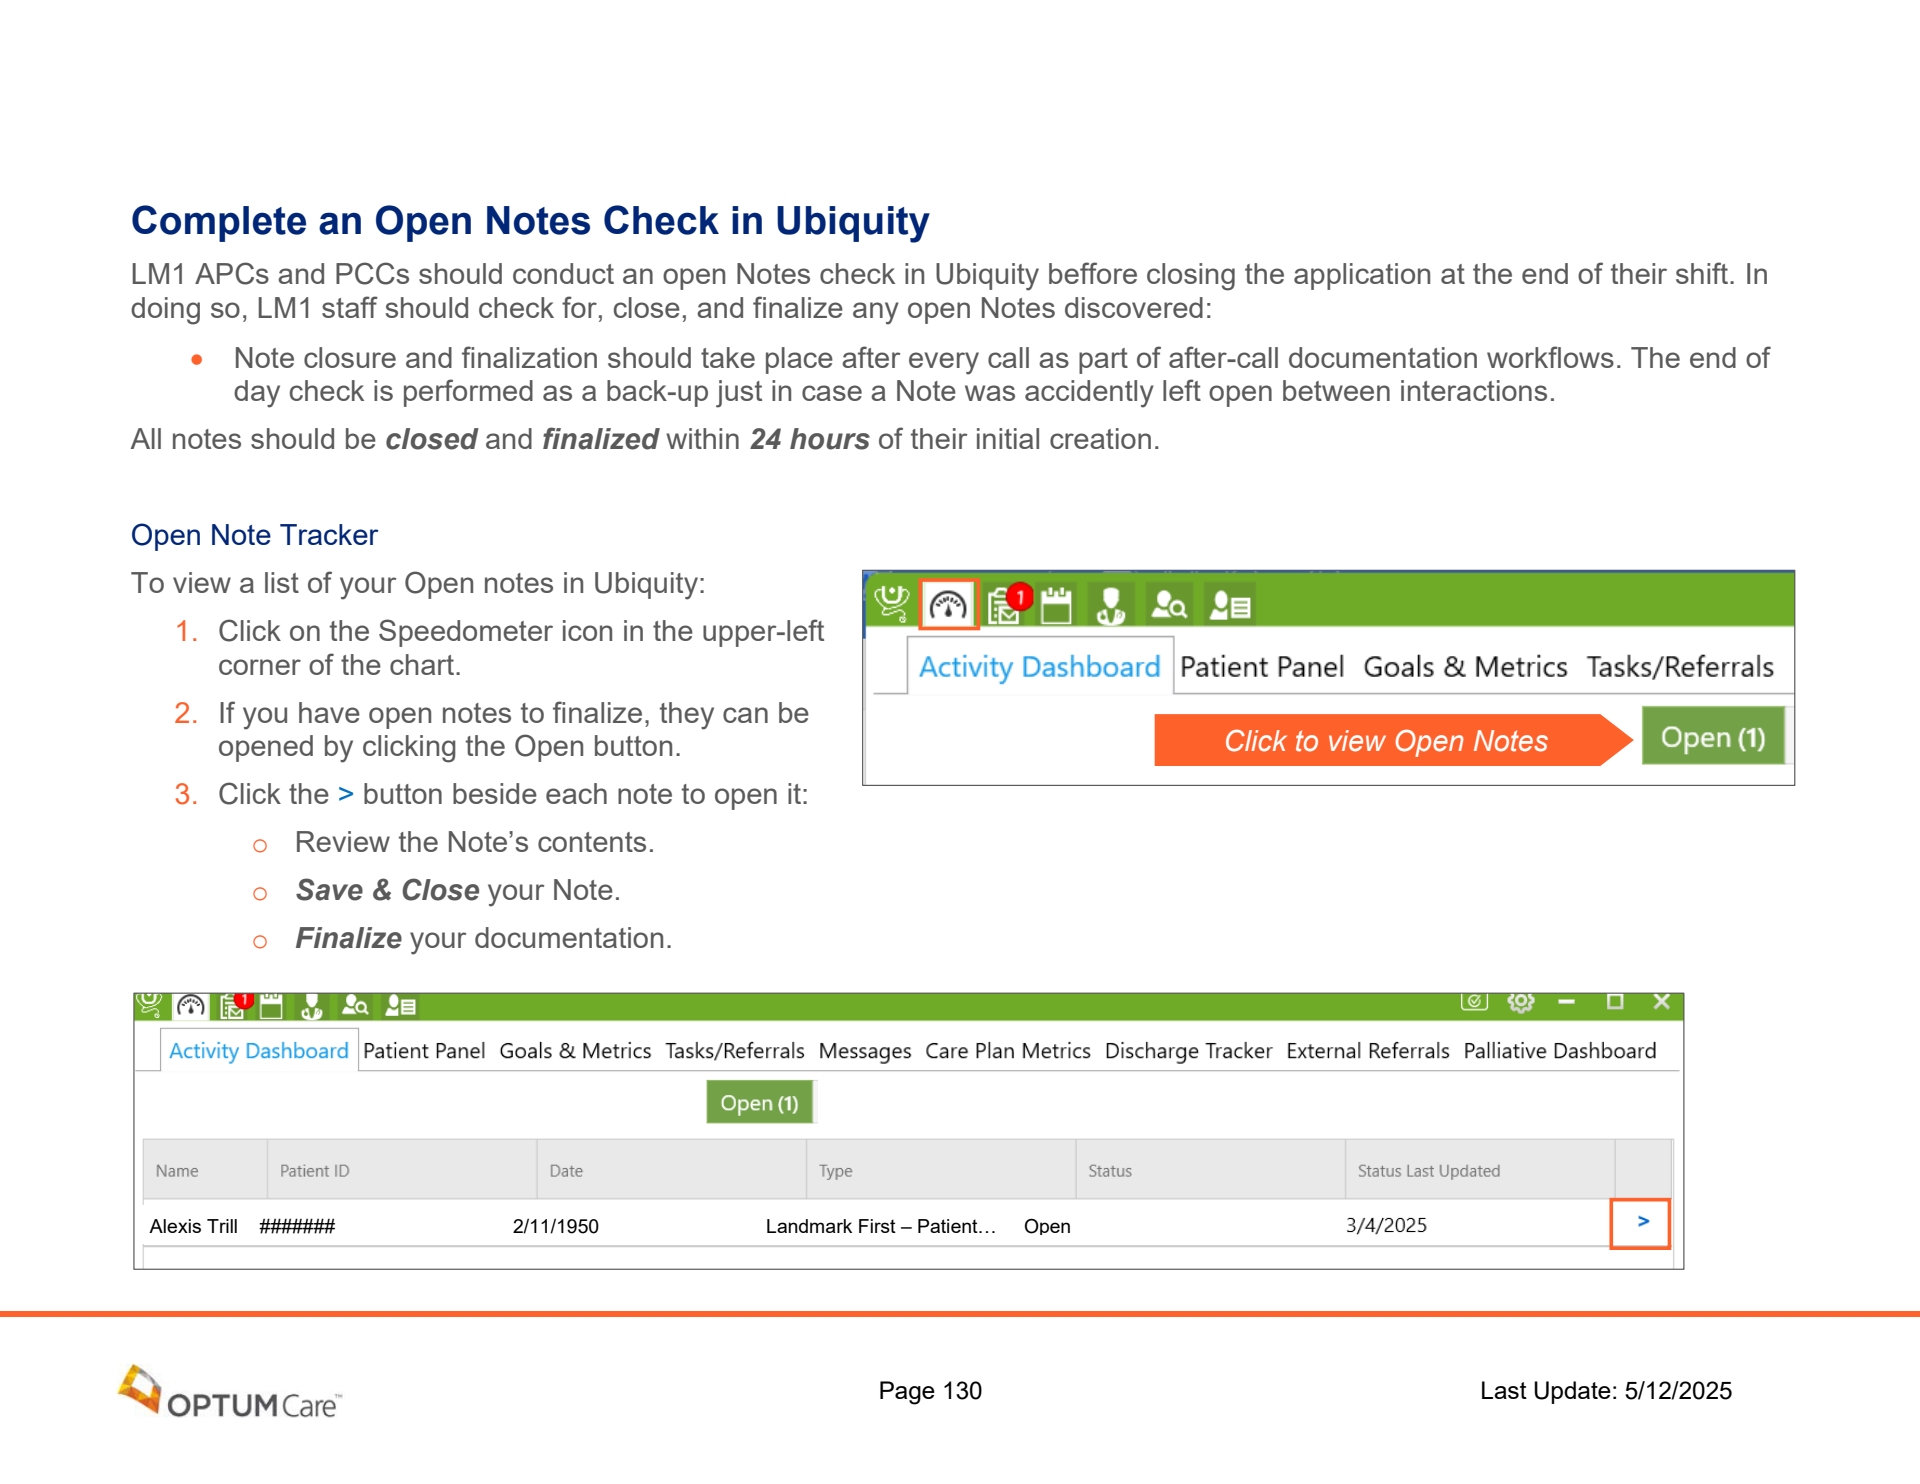 Complete an Open Notes Check in Ubiquity
LM1 APCs and PCCs should conduct an open Notes check in Ubiquity beffore closing the application at the end of their shift. In
doing so, LM1 staff should check for, close, and finalize any open Notes discovered:
• Note closure and finalization should take place after every call as part of after-call documentation workflows. The end of
day check is performed as a back-up just in case a Note was accidently left open between interactions.
All notes should be closed and finalized within 24 hours of their initial creation.
Open Note Tracker
To view a list of your Open notes in Ubiquity:
1. Click on the Speedometer icon in the upper-left
corner of the chart.
2. If you have open notes to finalize, they can be
opened by clicking the Open button.
3. Click the > button beside each note to open it:
o Review the Note’s contents.
o Save & Close your Note.
o Finalize your documentation.
1
Activity Dashboard Patient Panel Goals & Metrics Tasks/Referrals
Click to view Open Notes Open (1)
1
Activity Dashboard Patient Panel Goals & Metrics Tasks/Referrals Messages Care Plan Metrics Discharge Tracker External Referrals Palliative Dashboard
Open (1)
Name Patient ID Date Type Status Status Last Updated
Alexis Trill ####### 2/11/1950 Landmark First – Patient… Open 3/4/2025 >
OPTUM Care™ Page 130 Last Update: 5/12/2025